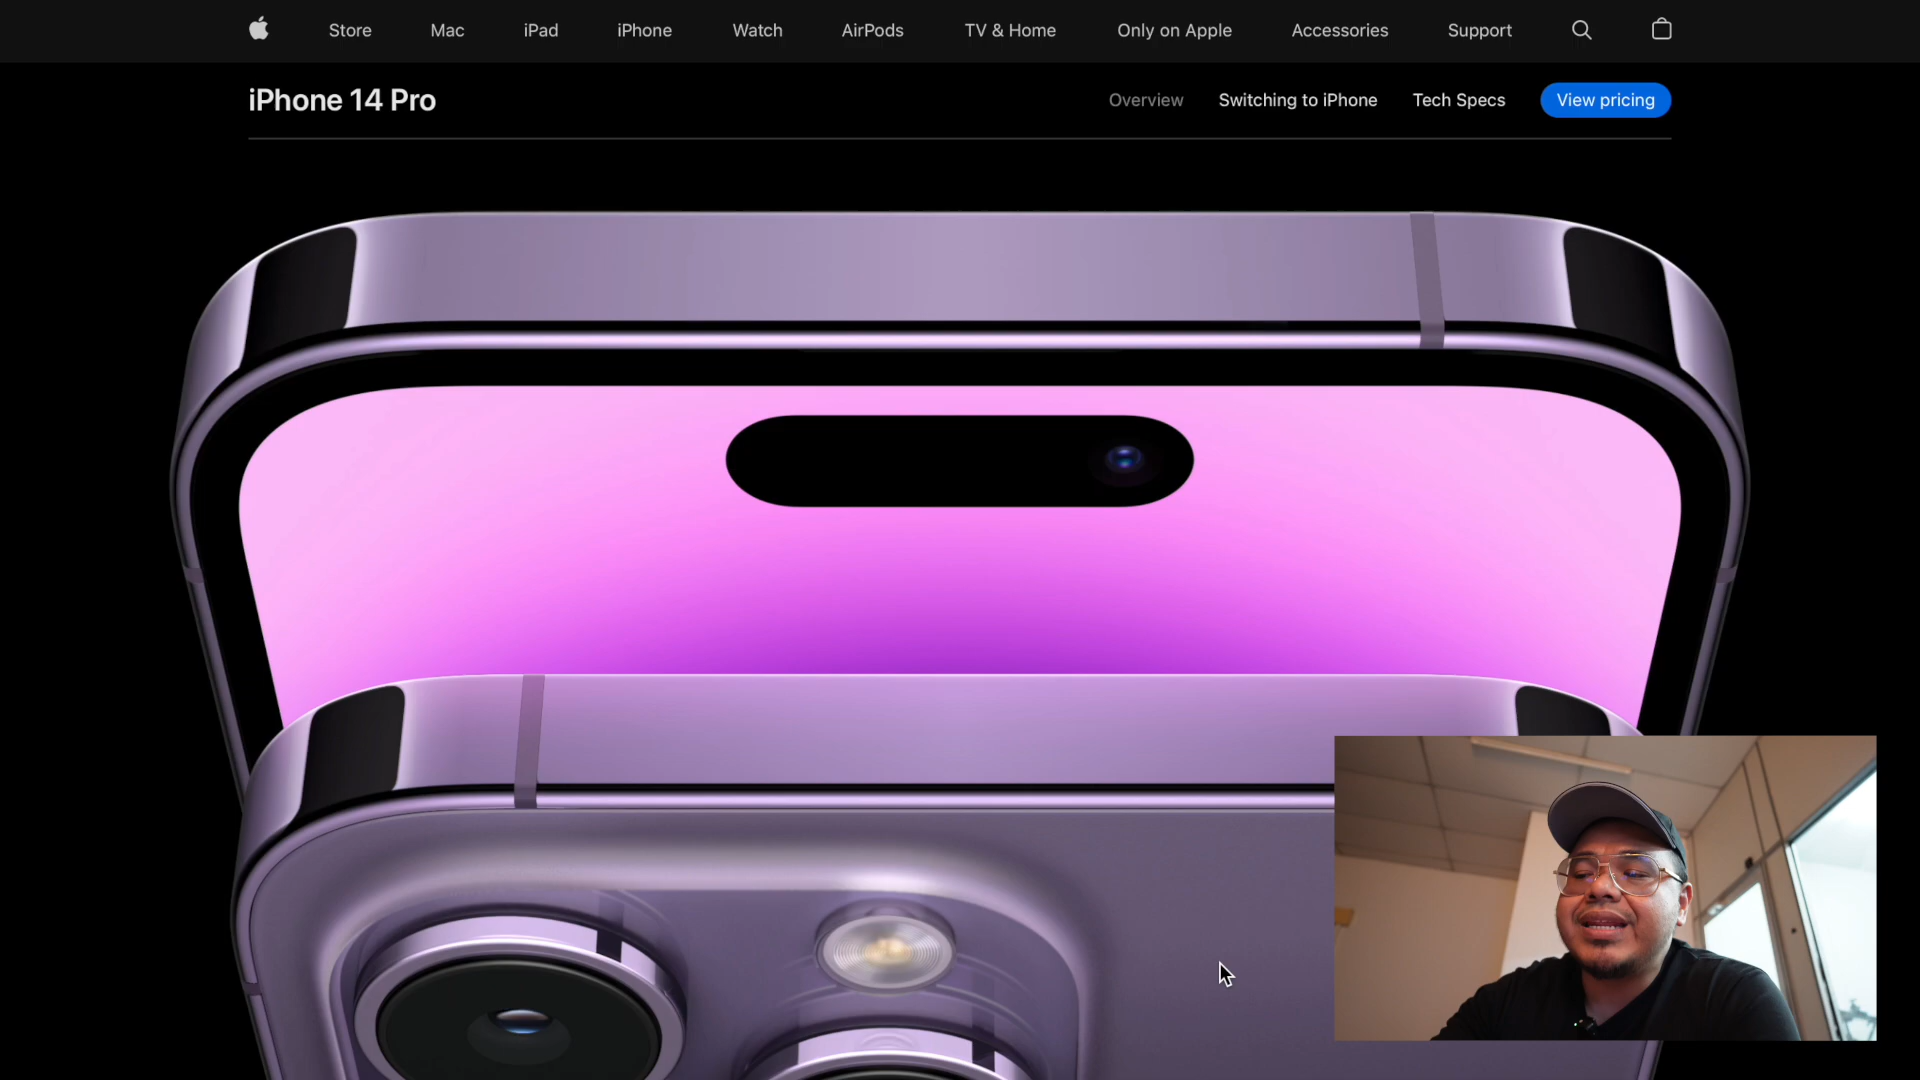 Store Mac iPad iPhone Watch AirPods TV & Home Only on Apple Accessories Support
iPhone 14 Pro Overview Switching to iPhone Tech Specs View pricing